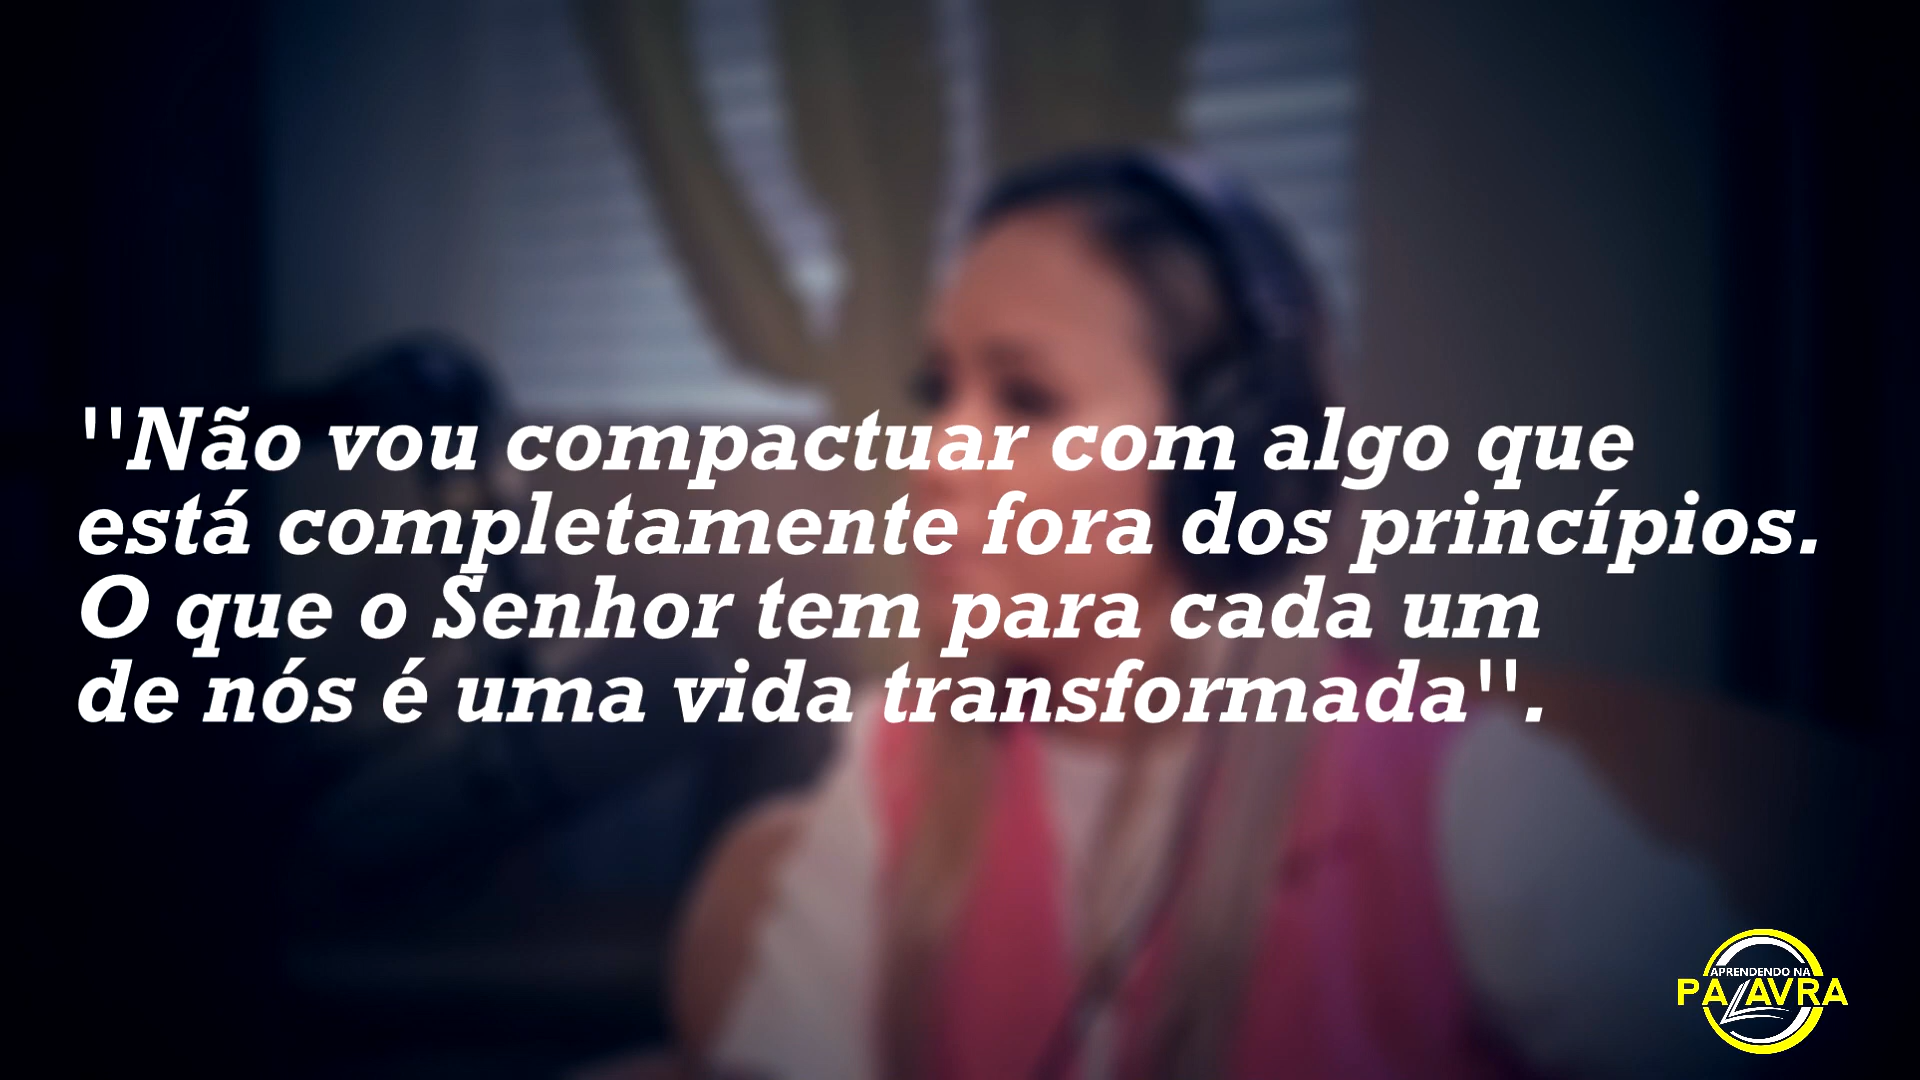 "Não vou compactuar com algo que
está completamente fora dos princípios.
O que o Senhor tem para cada um
de nós é uma vida transformada".
APRENDENDO NA
PALAVRA